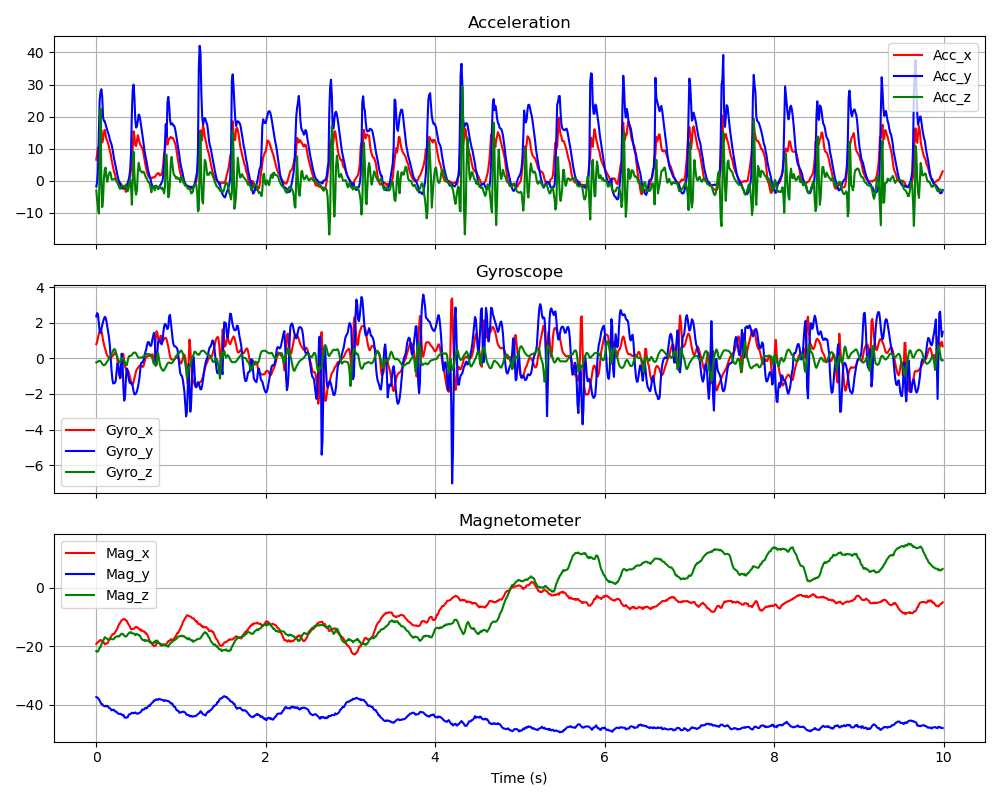 Acceleration
40
30
20
10
0
−10
Acc_x
Acc_y
Acc_z
Gyroscope
4
2
0
−2
−4
−6
Gyro_x
Gyro_y
Gyro_z
Magnetometer
0
−20
−40
Mag_x
Mag_y
Mag_z
0 2 4 6 8 10
Time (s)